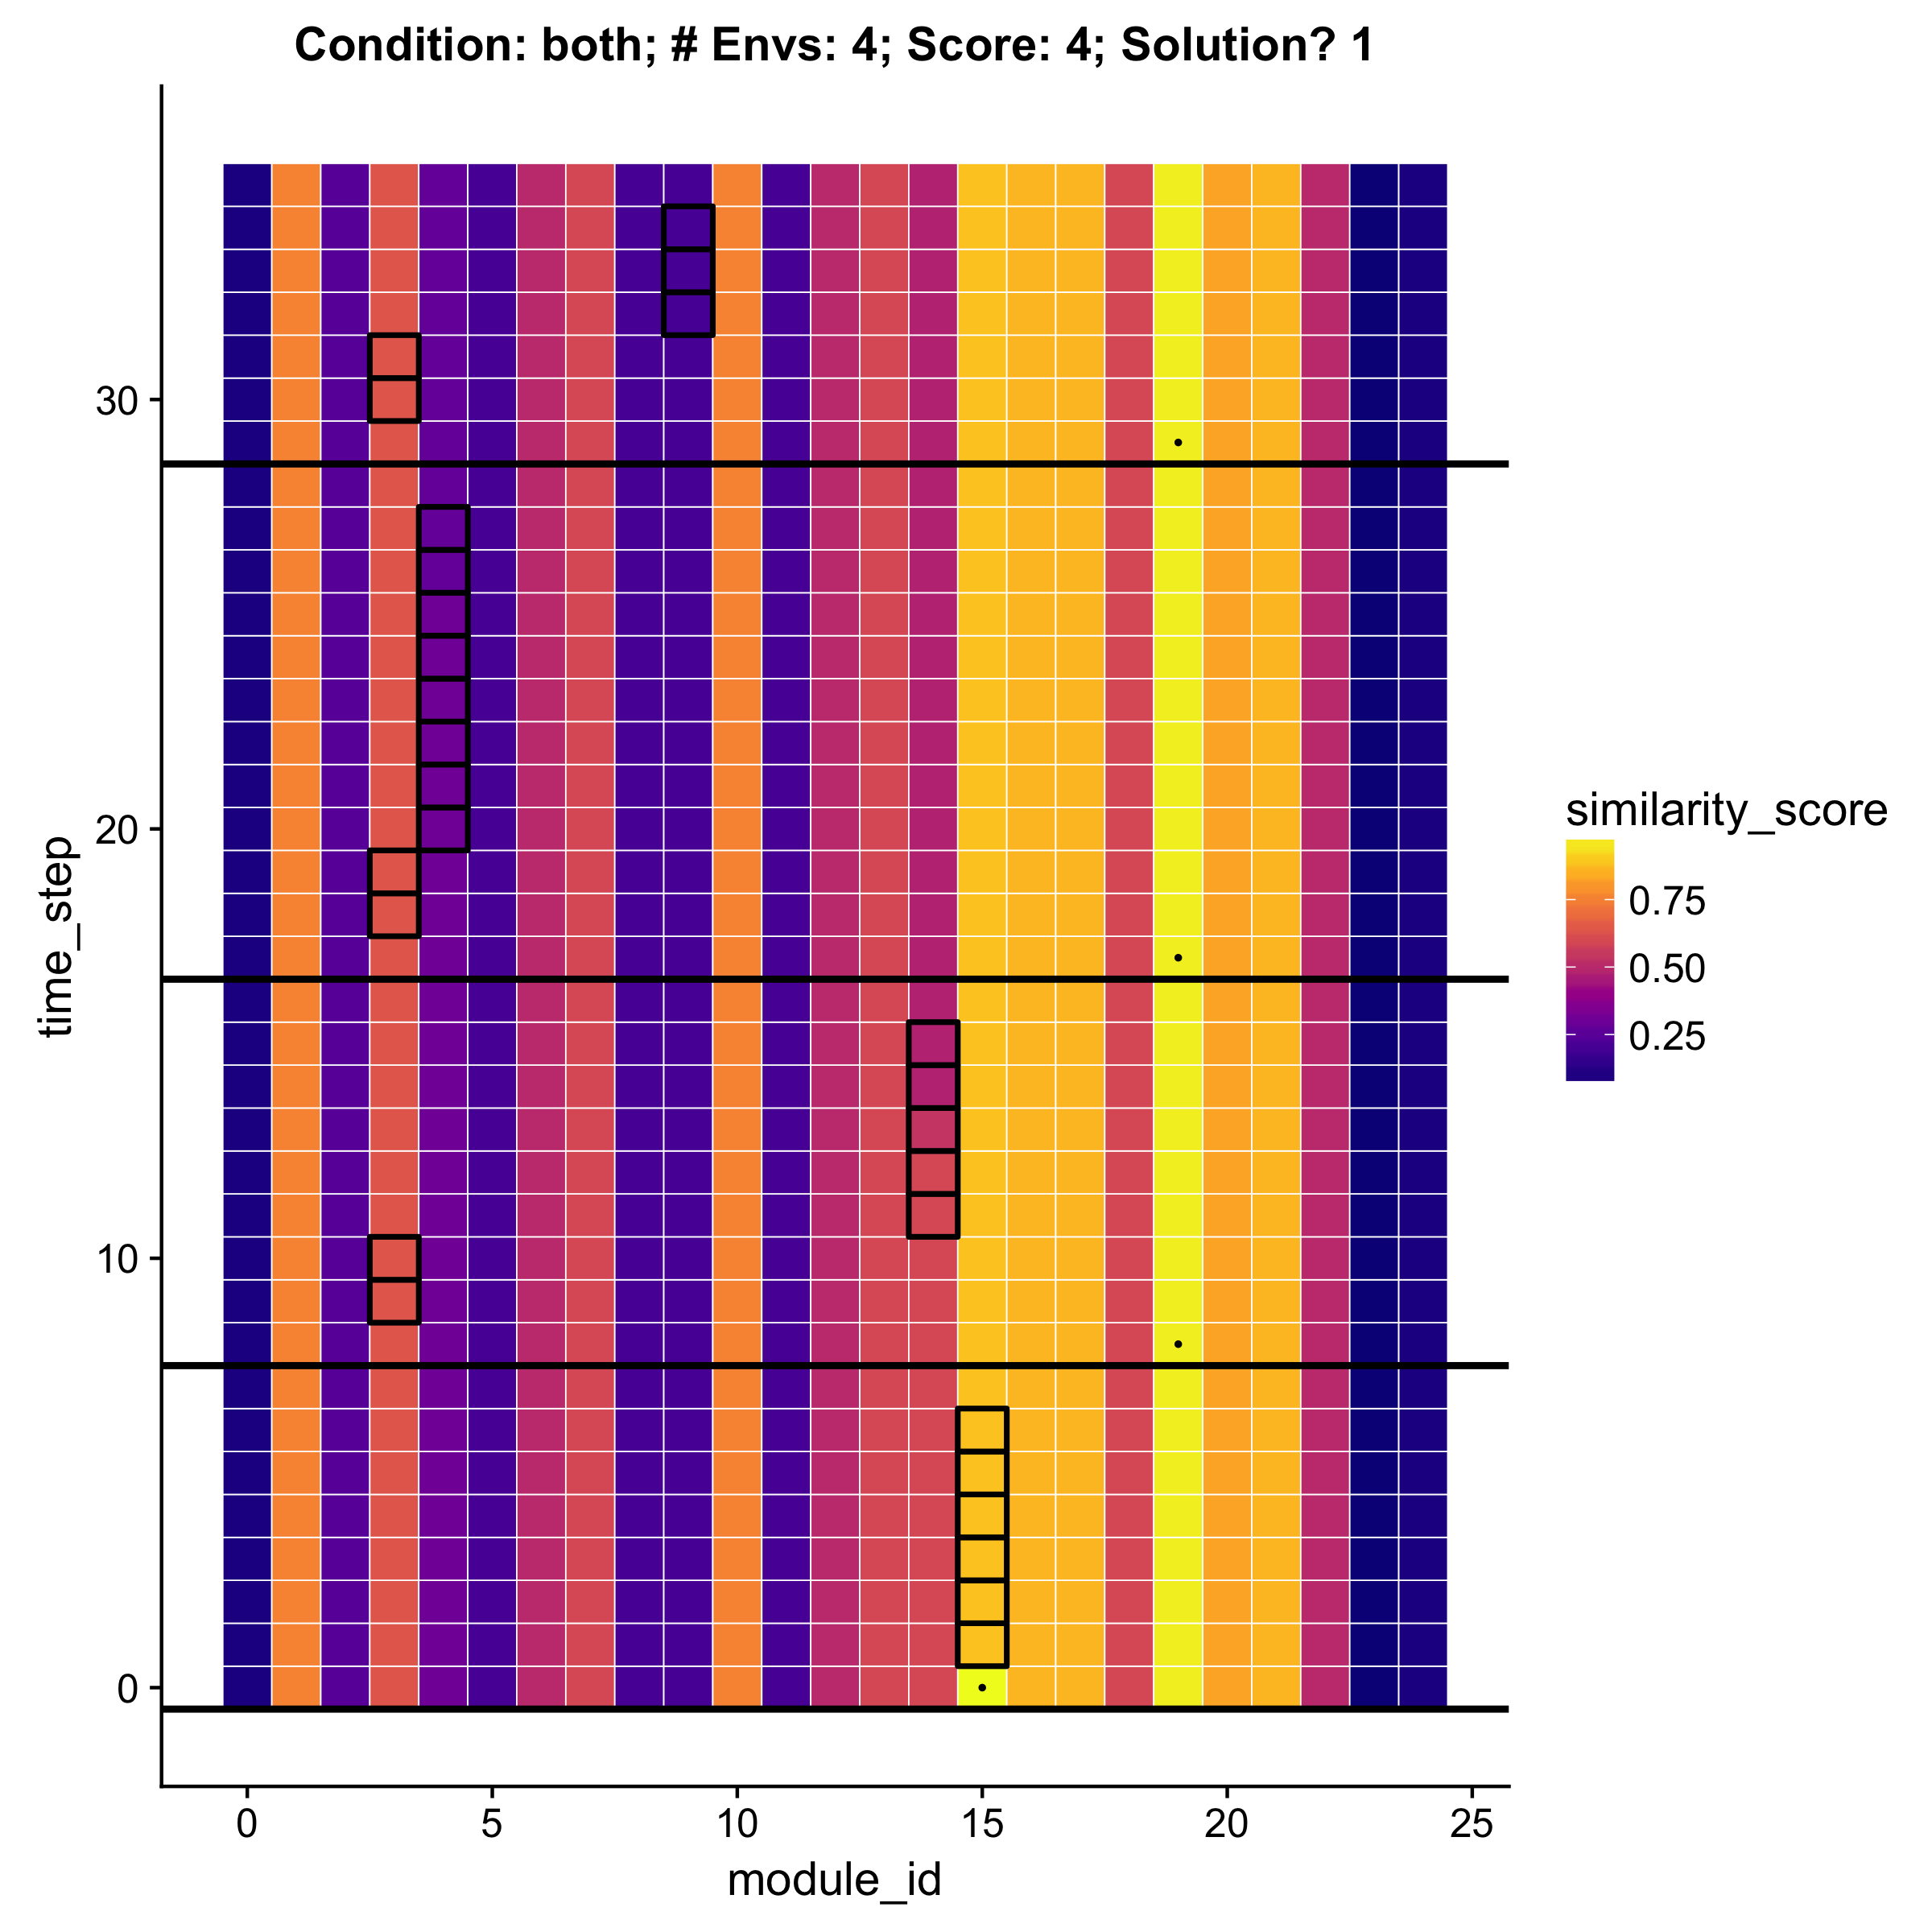 Condition: both; # Envs: 4; Score: 4; Solution? 1
time_step
30
20
10
0
0 5 10 15 20 25
module_id
similarity_score
0.75
0.50
0.25